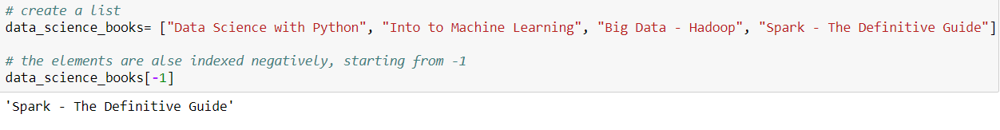 # create a list
data_science_books= ["Data Science with Python", "Into to Machine Learning", "Big Data - Hadoop", "Spark - The Definitive Guide"]
# the elements are alse indexed negatively, starting from -1
data_science_books[-1]
'Spark - The Definitive Guide'